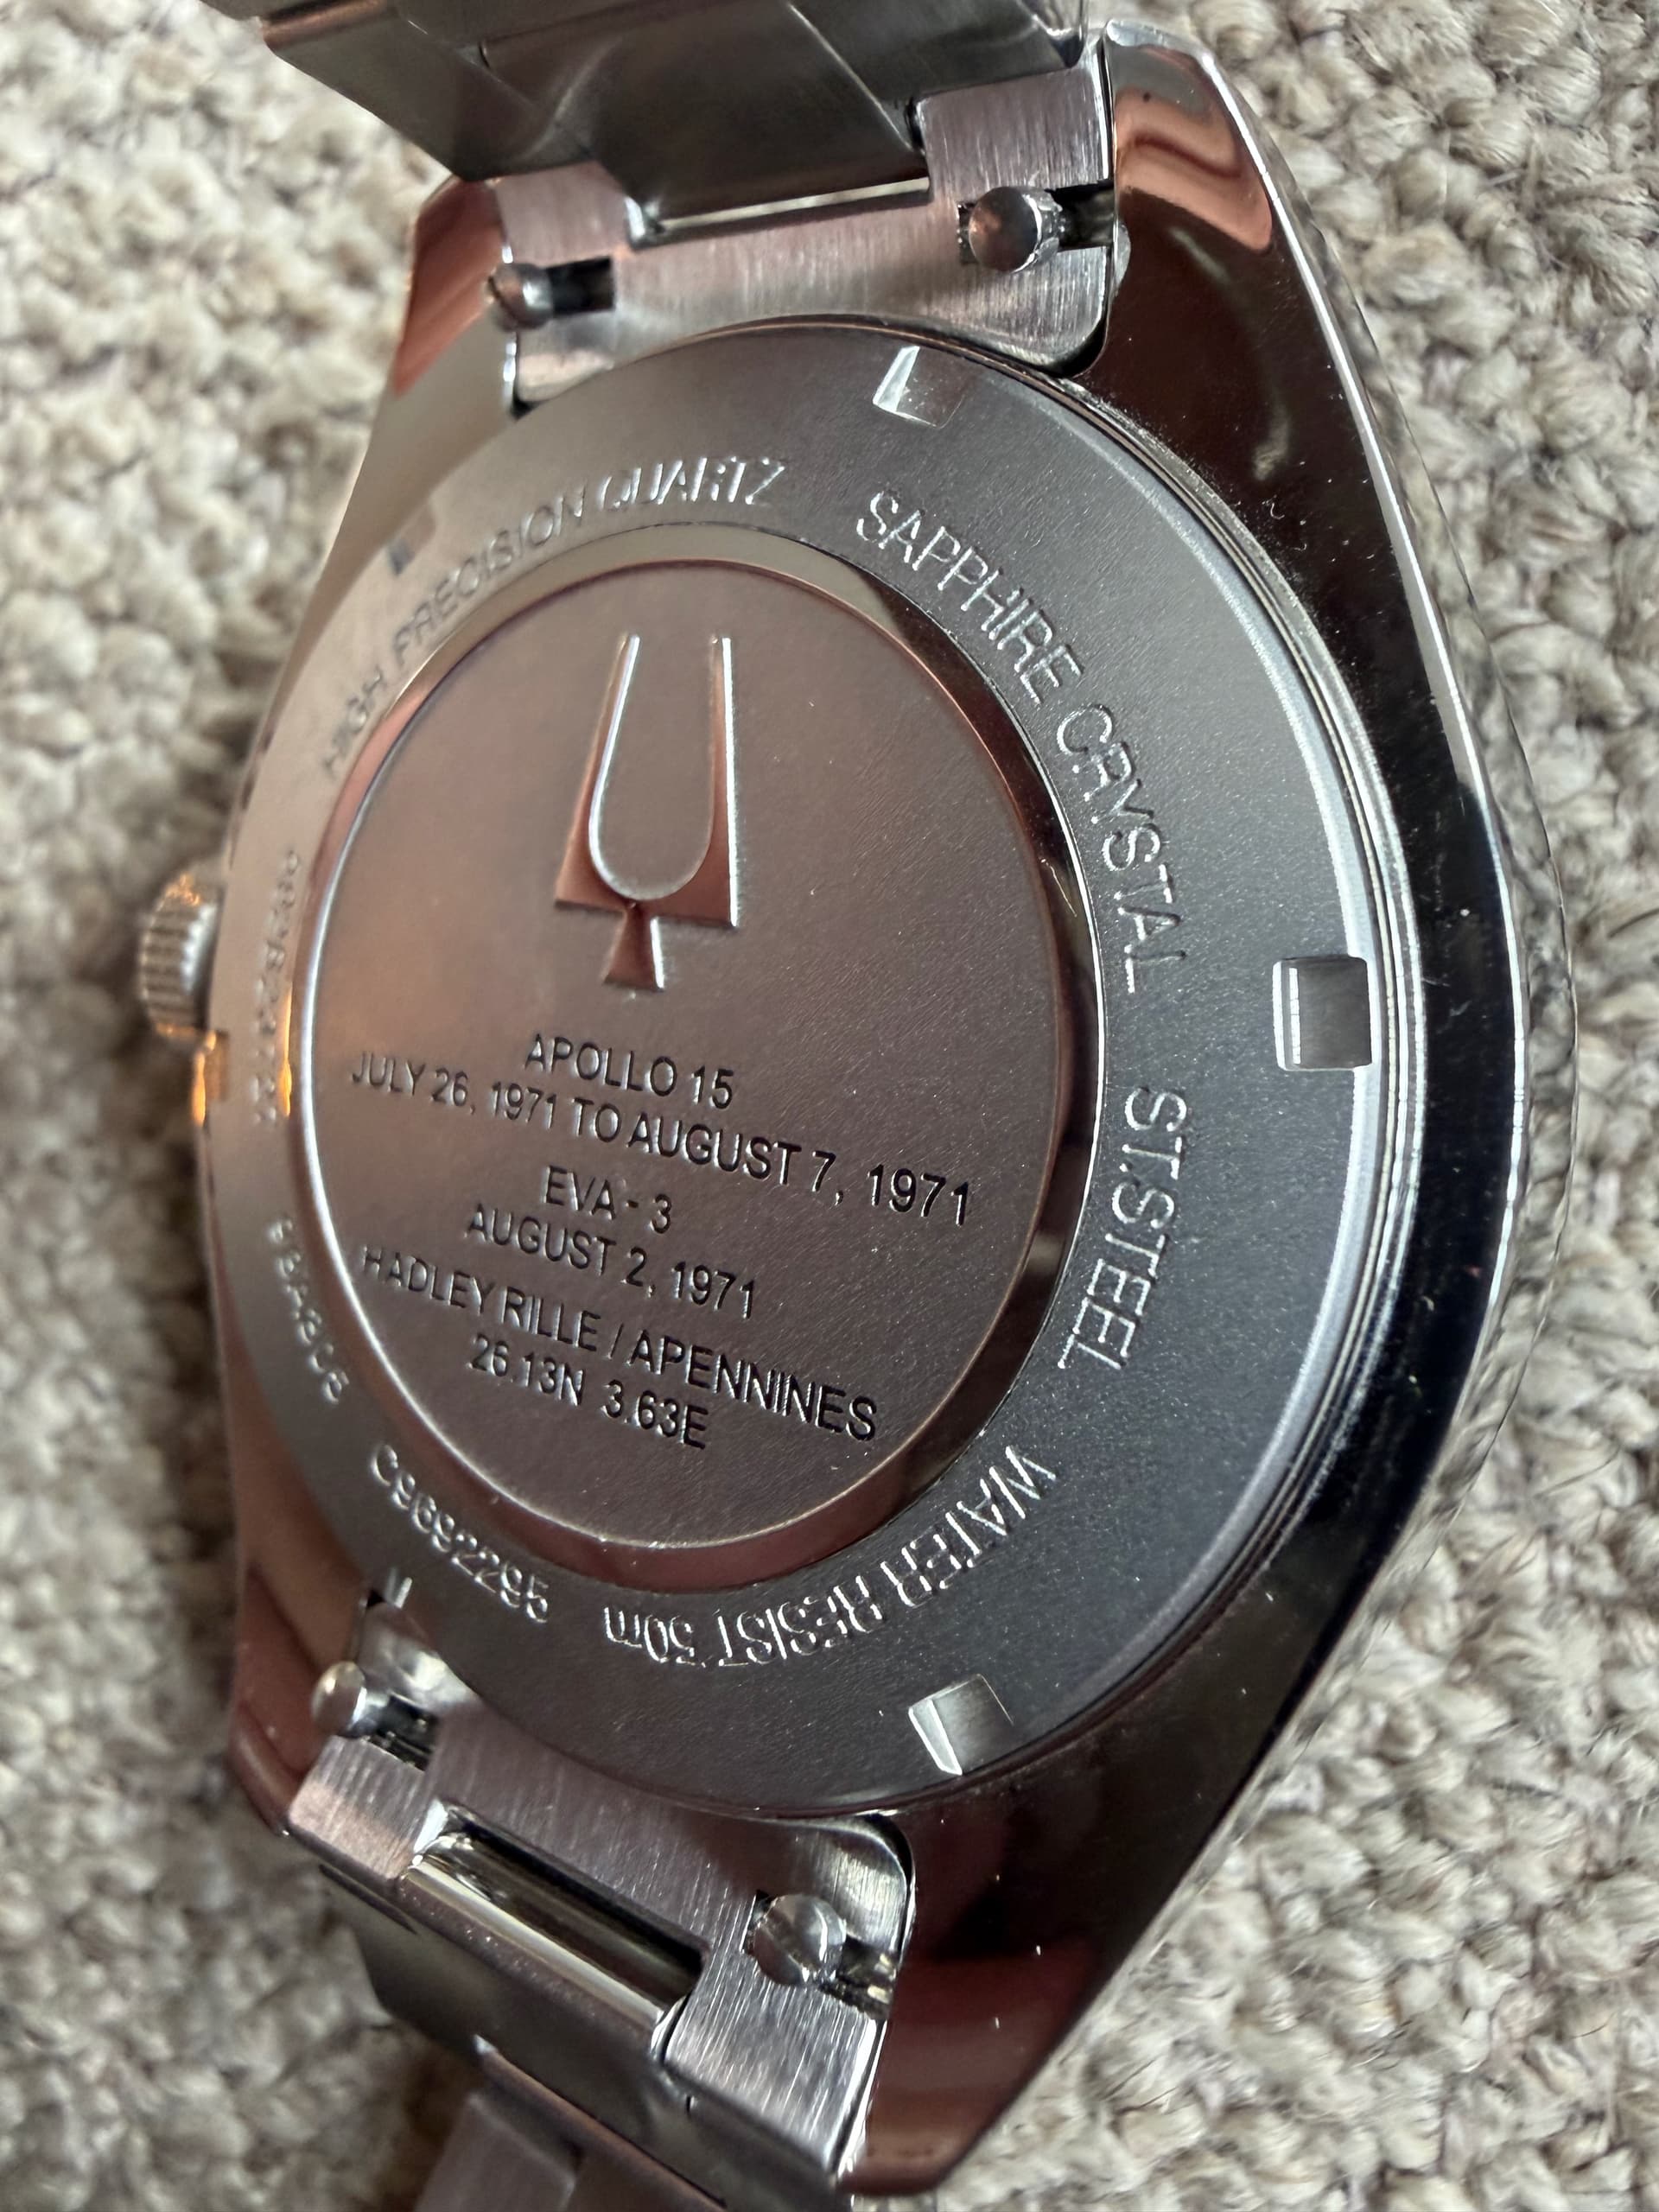 HIGH PRECISION QUARTZ
SAPPHIRE CRYSTAL
ST.STEEL
WATER RESIST 50m
C9692295
96A305
APOLLO 15
JULY 26, 1971 TO AUGUST 7, 1971
EVA - 3
AUGUST 2, 1971
HADLEY RILLE / APENNINES
26.13N 3.63E